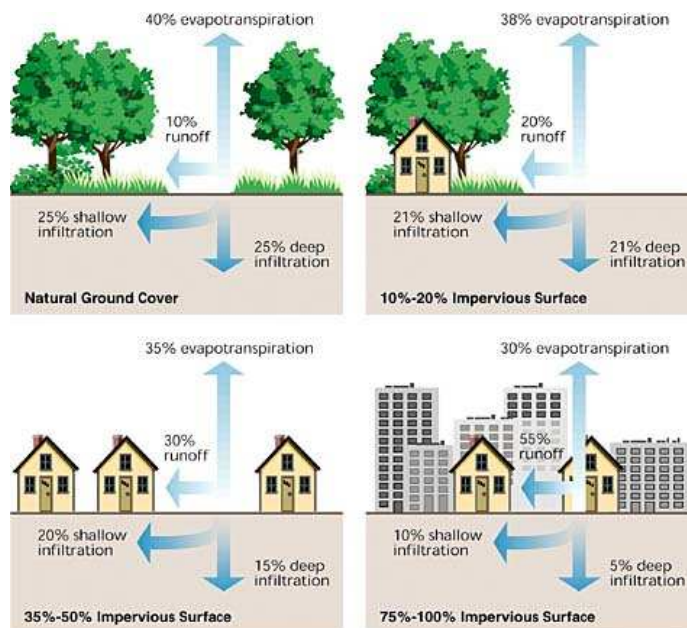 40% evapotranspiration
10%
runoff
25% shallow
infiltration
25% deep
infiltration
Natural Ground Cover
38% evapotranspiration
20%
runoff
21% shallow
infiltration
21% deep
infiltration
10%-20% Impervious Surface
35% evapotranspiration
30%
runoff
20% shallow
infiltration
15% deep
infiltration
35%-50% Impervious Surface
30% evapotranspiration
55%
runoff
10% shallow
infiltration
5% deep
infiltration
75%-100% Impervious Surface